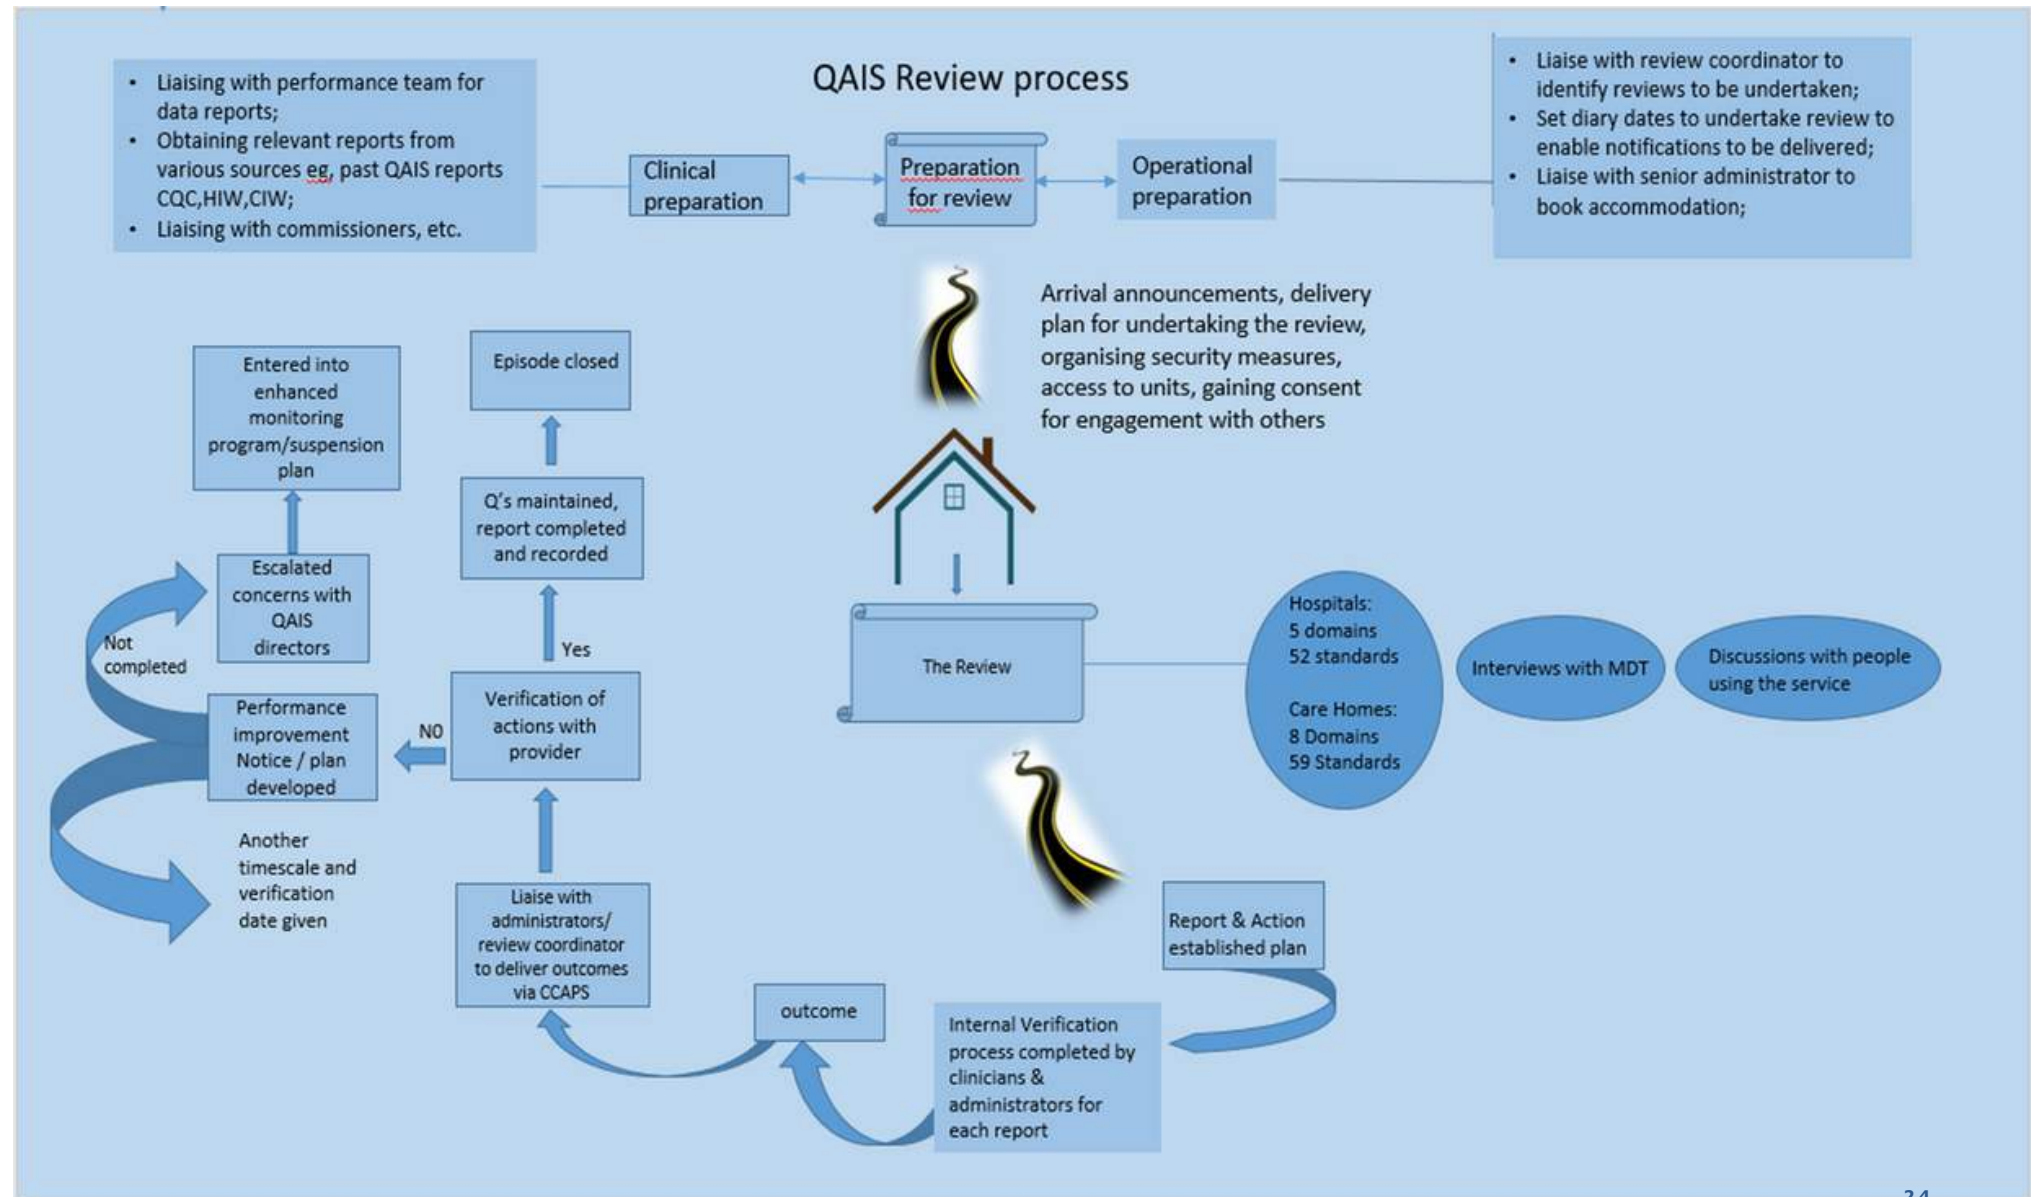 QAIS Review process
• Liaising with performance team for
data reports;
• Obtaining relevant reports from
various sources eg, past QAIS reports
CQC,HIW,CIW;
• Liaising with commissioners, etc.
Clinical
preparation
Preparation
for review
Operational
preparation
• Liaise with review coordinator to
identify reviews to be undertaken;
• Set diary dates to undertake review to
enable notifications to be delivered;
• Liaise with senior administrator to
book accommodation;
Arrival announcements, delivery
plan for undertaking the review,
organising security measures,
access to units, gaining consent
for engagement with others
The Review
Hospitals:
5 domains
52 standards
Care Homes:
8 Domains
59 Standards
Interviews with MDT
Discussions with people
using the service
Report & Action
established plan
Internal Verification
process completed by
clinicians &
administrators for
each report
outcome
Liaise with
administrators/
review coordinator
to deliver outcomes
via CCAPS
Verification of
actions with
provider
Yes
Q's maintained,
report completed
and recorded
Episode closed
NO
Performance
improvement
Notice / plan
developed
Not
completed
Escalated
concerns with
QAIS
directors
Entered into
enhanced
monitoring
program/suspension
plan
Another
timescale and
verification
date given